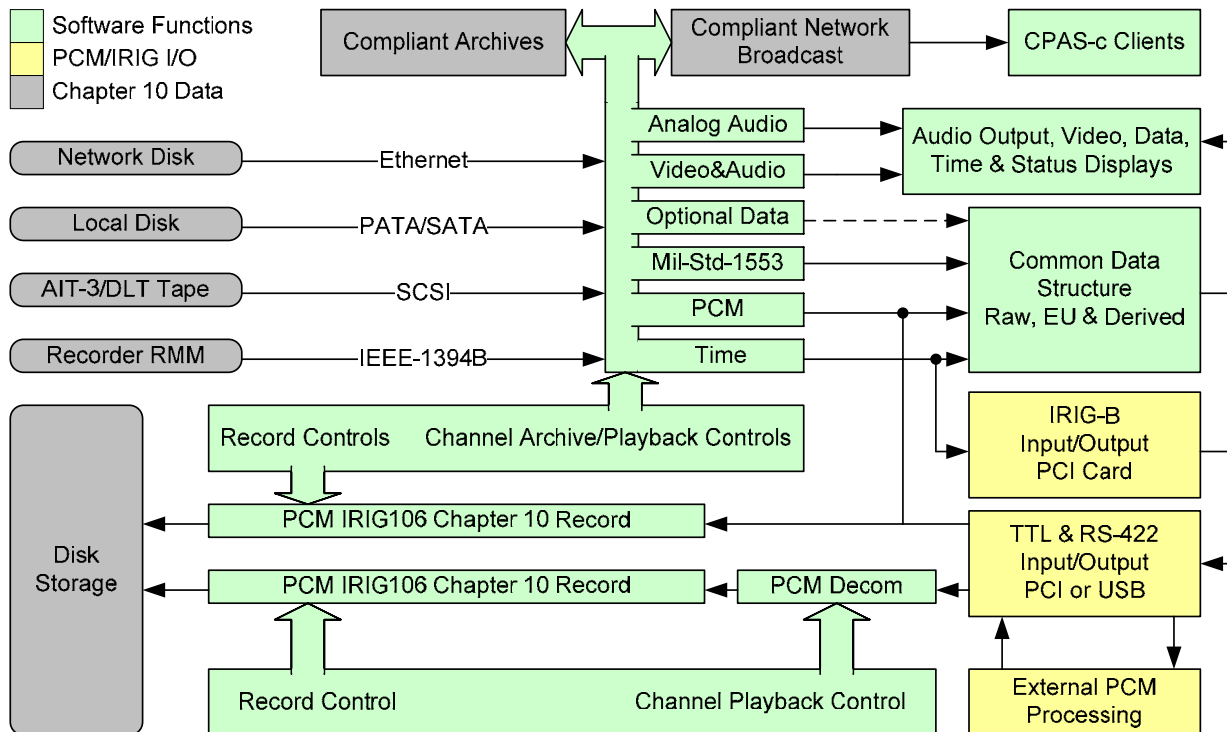 Software Functions
PCM/IRIG I/O
Chapter 10 Data
Compliant Archives
Compliant Network
Broadcast
CPAS-c Clients
Network Disk
Ethernet
Local Disk
PATA/SATA
AIT-3/DLT Tape
SCSI
Recorder RMM
IEEE-1394B
Analog Audio
Video&Audio
Optional Data
Mil-Std-1553
PCM
Time
Audio Output, Video, Data,
Time & Status Displays
Common Data
Structure
Raw, EU & Derived
Record Controls
Channel Archive/Playback Controls
IRIG-B
Input/Output
PCI Card
PCM IRIG106 Chapter 10 Record
TTL & RS-422
Input/Output
PCI or USB
Disk
Storage
PCM IRIG106 Chapter 10 Record
PCM Decom
Record Control
Channel Playback Control
External PCM
Processing